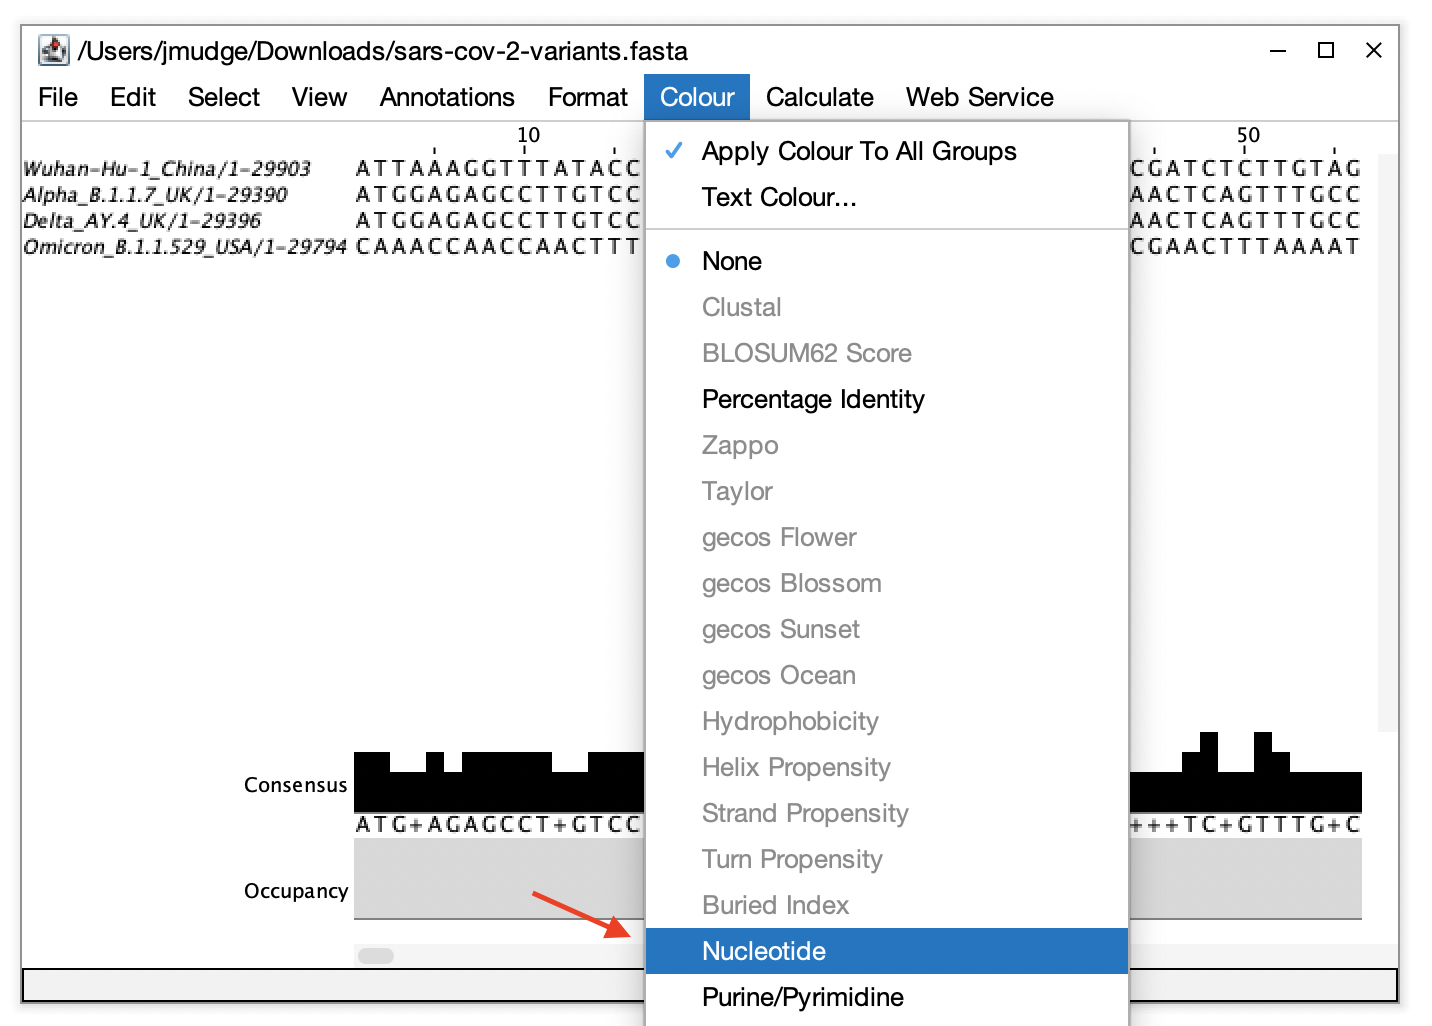 /Users/jmudge/Downloads/sars-cov-2-variants.fasta
File Edit Select View Annotations Format Colour Calculate Web Service
10 50
Wuhan-Hu-1_China/1-29903 ATTAAAGGTTTATACC CGATCTCTTGTAG
Alpha_B.1.1.7_UK/1-29390 ATGGAGAGCCTTGTCC AACTCAGTTTGCC
Delta_AY.4_UK/1-29396 ATGGAGAGCCTTGTCC AACTCAGTTTGCC
Omicron_B.1.1.529_USA/1-29794 CAAACCAACCAACTTT CGAACTTTAAAAT
Apply Colour To All Groups
Text Colour...
None
Clustal
BLOSUM62 Score
Percentage Identity
Zappo
Taylor
gecos Flower
gecos Blossom
gecos Sunset
gecos Ocean
Hydrophobicity
Helix Propensity
Strand Propensity
Turn Propensity
Buried Index
Nucleotide
Purine/Pyrimidine
Consensus
ATG+AGAGCCT+GTCC +++TC+GTTTG+C
Occupancy